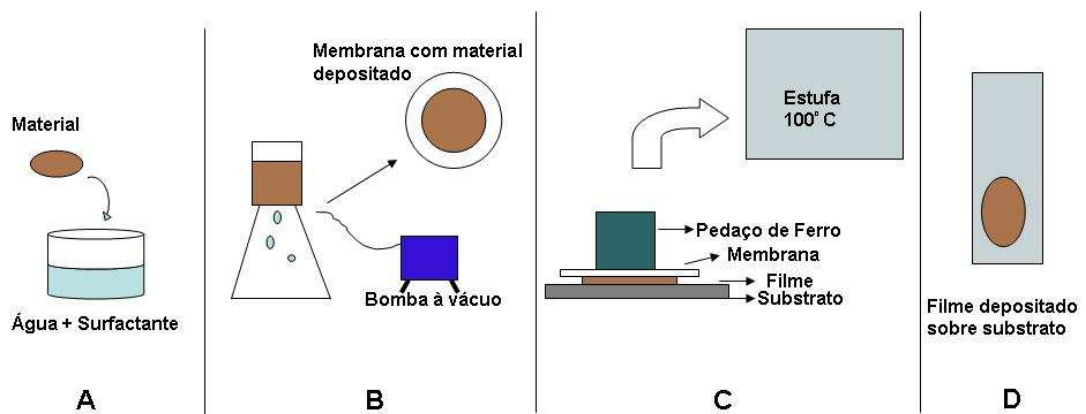 Material
Água + Surfactante
A
Membrana com material
depositado
Bomba à vácuo
B
Estufa
100° C
Pedaço de Ferro
Membrana
Filme
Substrato
C
Filme depositado
sobre substrato
D